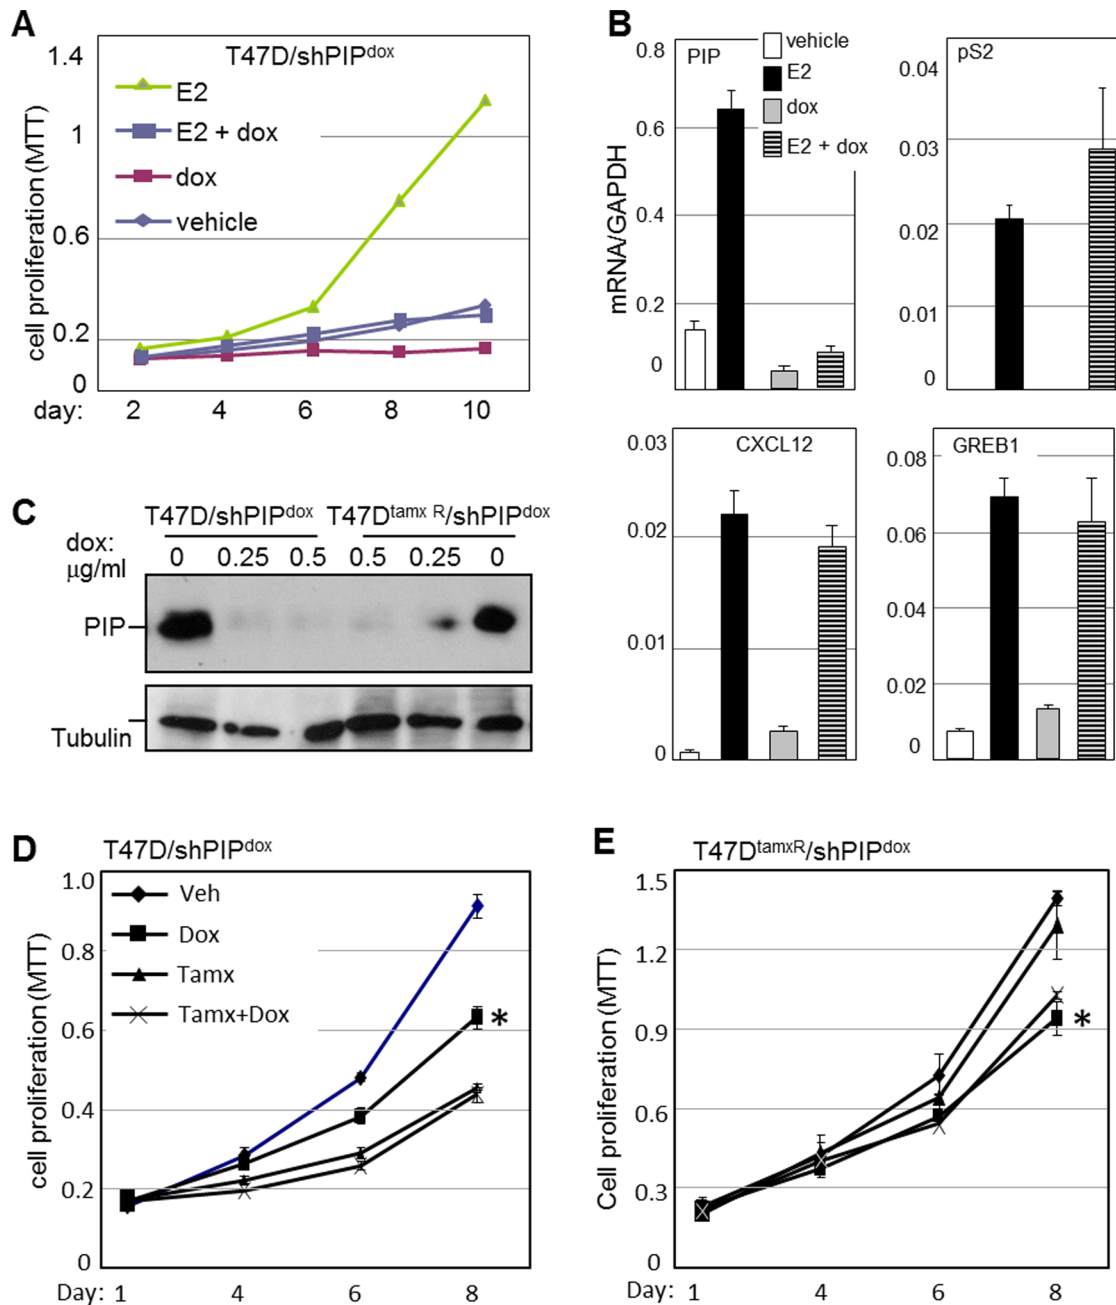 A
T47D/shPIPdox
E2
E2 + dox
dox
vehicle
cell proliferation (MTT)
1.4
1
0.6
0.2
0
day: 2 4 6 8 10
B
PIP
vehicle
E2
dox
E2 + dox
mRNA/GAPDH
0.8
0.6
0.4
0.2
0
pS2
0.04
0.03
0.02
0.01
0
CXCL12
0.03
0.02
0.01
0
GREB1
0.08
0.06
0.04
0.02
0
C
T47D/shPIPdox T47Dtamx R/shPIPdox
dox: 0 0.25 0.5 0.5 0.25 0
μg/ml
PIP
Tubulin
D
T47D/shPIPdox
Veh
Dox
Tamx
Tamx+Dox
*
cell proliferation (MTT)
1.0
0.8
0.6
0.4
0.2
0
Day: 1 4 6 8
E
T47DtamxR/shPIPdox
*
Cell proliferation (MTT)
1.5
1.2
0.9
0.6
0.3
0
Day: 1 4 6 8